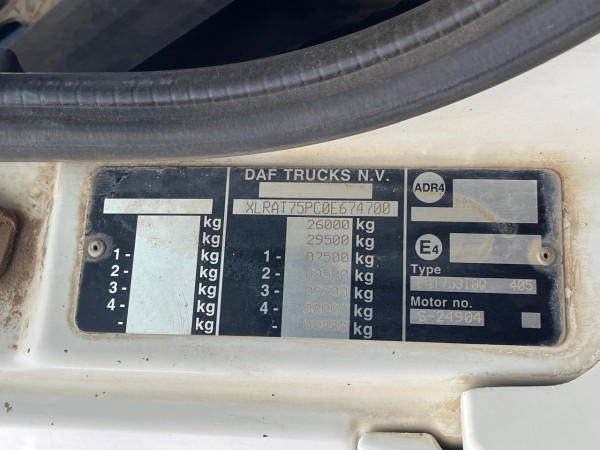 DAF TRUCKS N.V.
XLRAT75PC0E674700
kg
kg
1 - kg
2 - kg
3 - kg
4 - kg
- kg
26000 kg
29500 kg
1 - 07500 kg
2 - kg
3 - kg
4 - kg
- kg
ADR4
E4
Type
405
Motor no.
S-24904